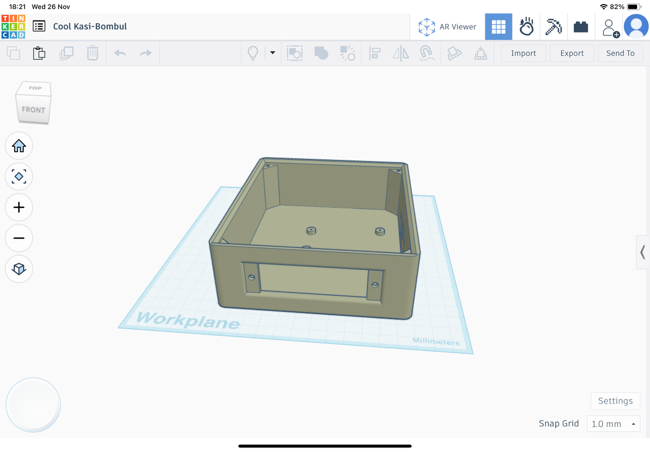 18:21 Wed 26 Nov
82%
TIN
KER
CAD
Cool Kasi-Bombul
AR Viewer
Import
Export
Send To
TOP
FRONT
Workplane
Millimeters
Settings
Snap Grid
1.0 mm